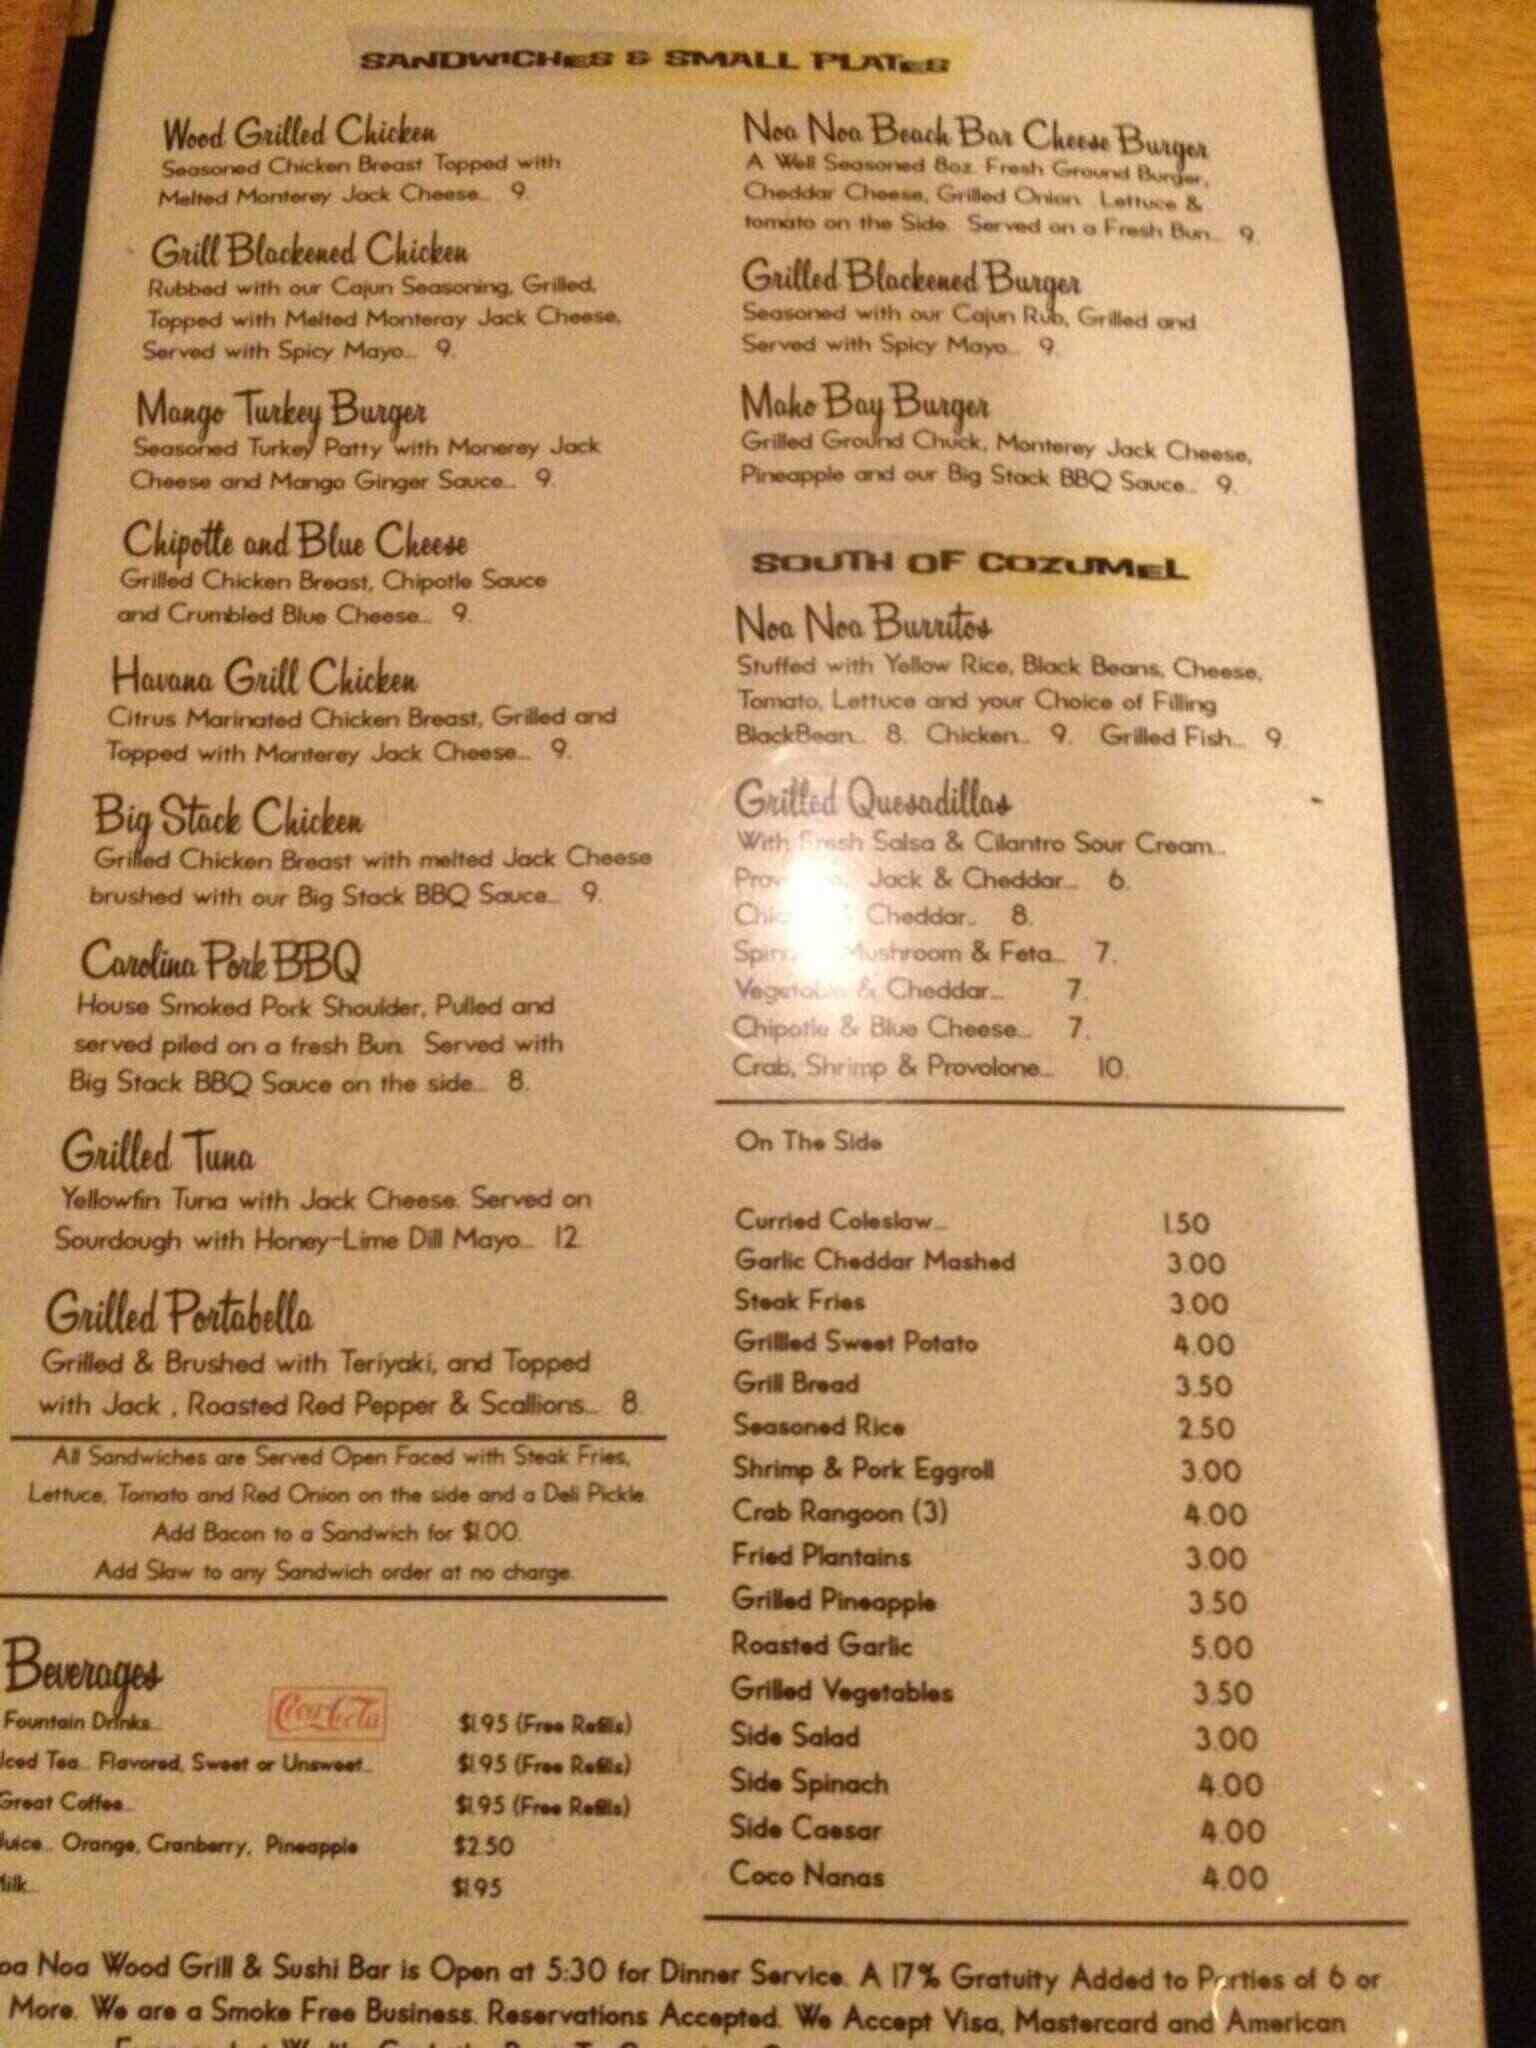 SANDWICHES & SMALL PLATES
Wood Grilled Chicken
Seasoned Chicken Breast Topped with
Melted Monterey Jack Cheese... 9.
Grill Blackened Chicken
Rubbed with our Cajun Seasoning, Grilled,
Topped with Melted Monteray Jack Cheese,
Served with Spicy Mayo... 9.
Mango Turkey Burger
Seasoned Turkey Patty with Monerey Jack
Cheese and Mango Ginger Sauce... 9.
Chipotte and Blue Cheese
Grilled Chicken Breast, Chipotle Sauce
and Crumbled Blue Cheese... 9.
Havana Grill Chicken
Citrus Marinated Chicken Breast, Grilled and
Topped with Monterey Jack Cheese... 9.
Big Stack Chicken
Grilled Chicken Breast with melted Jack Cheese
brushed with our Big Stack BBQ Sauce... 9.
Carolina Pork BBQ
House Smoked Pork Shoulder, Pulled and
served piled on a fresh Bun. Served with
Big Stack BBQ Sauce on the side... 8.
Grilled Tuna
Yellowfin Tuna with Jack Cheese. Served on
Sourdough with Honey-Lime Dill Mayo... 12.
Grilled Portabella
Grilled & Brushed with Teriyaki, and Topped
with Jack , Roasted Red Pepper & Scallions... 8.
All Sandwiches are Served Open Faced with Steak Fries,
Lettuce, Tomato and Red Onion on the side and a Deli Pickle.
Add Bacon to a Sandwich for $1.00.
Add Slaw to any Sandwich order at no charge.
Beverages
Fountain Drinks... Coca-Cola $1.95 (Free Refills)
Iced Tea... Flavored, Sweet or Unsweet... $1.95 (Free Refills)
Great Coffee... $1.95 (Free Refills)
Juice... Orange, Cranberry, Pineapple $2.50
Milk... $1.95
Noa Noa Beach Bar Cheese Burger
A Well Seasoned 8oz. Fresh Ground Burger,
Cheddar Cheese, Grilled Onion. Lettuce &
tomato on the Side. Served on a Fresh Bun... 9.
Grilled Blackened Burger
Seasoned with our Cajun Rub, Grilled and
Served with Spicy Mayo... 9.
Mako Bay Burger
Grilled Ground Chuck, Monterey Jack Cheese,
Pineapple and our Big Stack BBQ Sauce... 9.
SOUTH OF COZUMEL
Noa Noa Burritos
Stuffed with Yellow Rice, Black Beans, Cheese,
Tomato, Lettuce and your Choice of Filling
BlackBean... 8. Chicken... 9. Grilled Fish... 9.
Grilled Quesadillas
With Fresh Salsa & Cilantro Sour Cream...
Jack & Cheddar... 6.
Cheddar... 8.
Mushroom & Feta... 7.
Vegetable & Cheddar... 7.
Chipotle & Blue Cheese... 7.
Crab, Shrimp & Provolone... 10.
On The Side
Curried Coleslaw... 1.50
Garlic Cheddar Mashed 3.00
Steak Fries 3.00
Grillled Sweet Potato 4.00
Grill Bread 3.50
Seasoned Rice 2.50
Shrimp & Pork Eggroll 3.00
Crab Rangoon (3) 4.00
Fried Plantains 3.00
Grilled Pineapple 3.50
Roasted Garlic 5.00
Grilled Vegetables 3.50
Side Salad 3.00
Side Spinach 4.00
Side Caesar 4.00
Coco Nanas 4.00
Noa Wood Grill & Sushi Bar is Open at 5:30 for Dinner Service. A 17% Gratuity Added to Parties of 6 or
More. We are a Smoke Free Business. Reservations Accepted. We Accept Visa, Mastercard and American